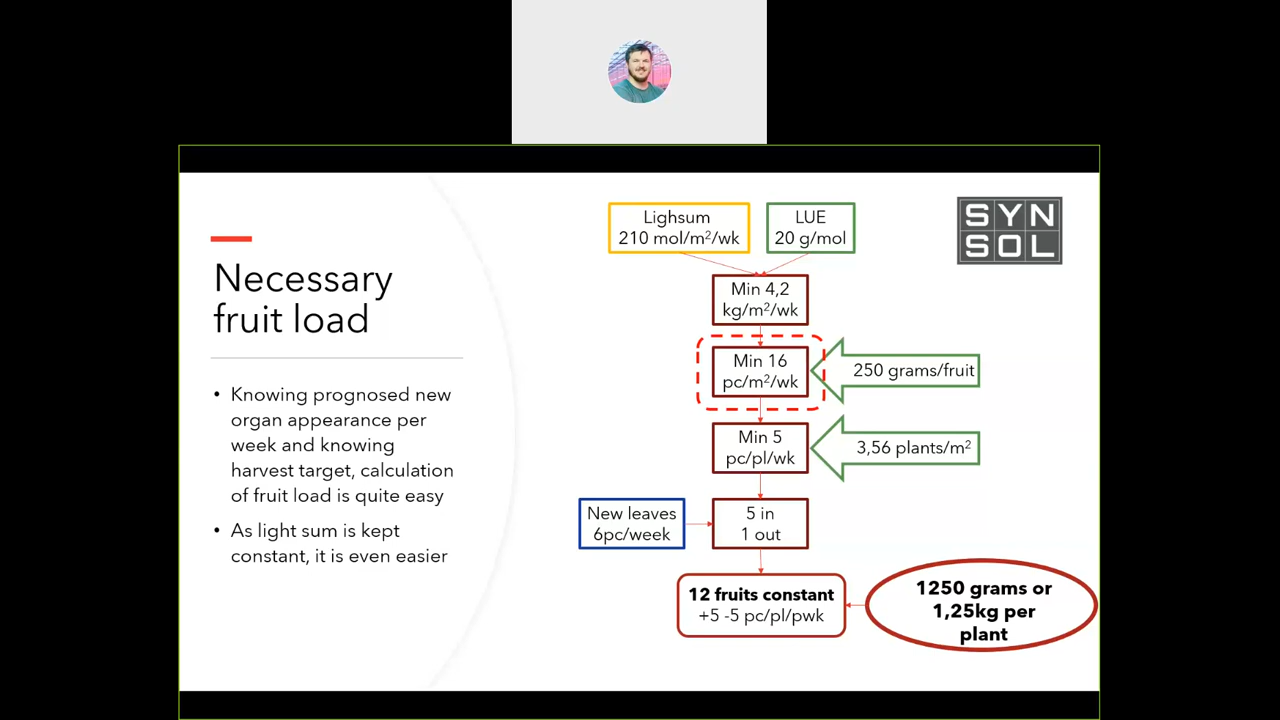 Necessary
fruit load
• Knowing prognosed new
organ appearance per
week and knowing
harvest target, calculation
of fruit load is quite easy
• As light sum is kept
constant, it is even easier
Lighsum
210 mol/m²/wk
LUE
20 g/mol
SYN
SOL
Min 4,2
kg/m²/wk
Min 16
pc/m²/wk
250 grams/fruit
Min 5
pc/pl/wk
3,56 plants/m²
New leaves
6pc/week
5 in
1 out
12 fruits constant
+5 -5 pc/pl/pwk
1250 grams or
1,25kg per
plant